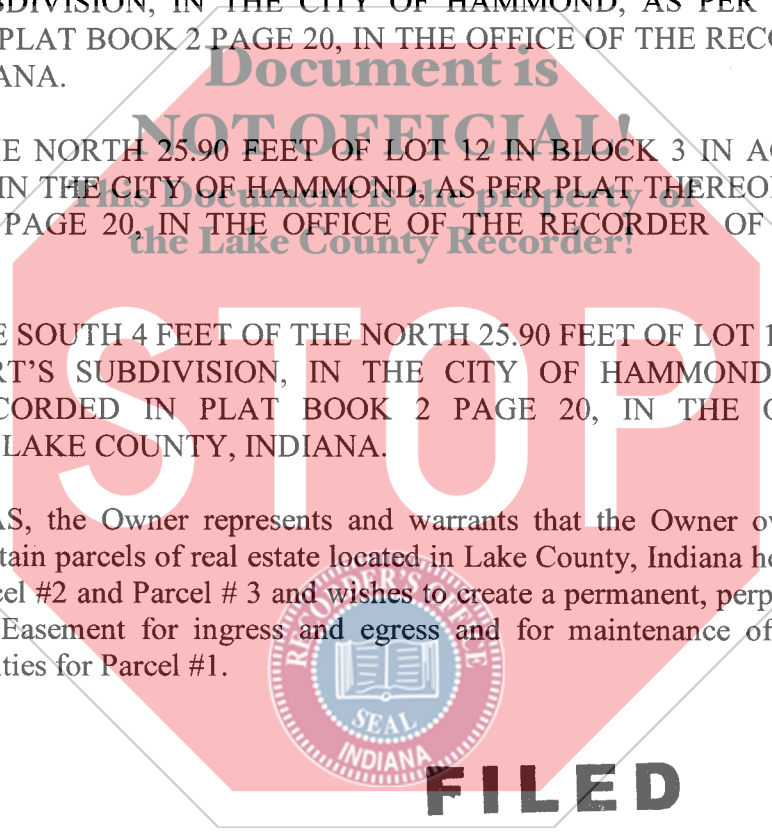 BDIVISION, IN THE CITY OF HAMMOND, AS PER
PLAT BOOK 2 PAGE 20, IN THE OFFICE OF THE RECO
ANA.
Document is
NOT OFFICIAL!
This Document is the property of
the Lake County Recorder!
E NORTH 25.90 FEET OF LOT 12 IN BLOCK 3 IN A
IN THE CITY OF HAMMOND, AS PER PLAT THEREO
PAGE 20, IN THE OFFICE OF THE RECORDER OF
STOP
E SOUTH 4 FEET OF THE NORTH 25.90 FEET OF LOT 1
RT'S SUBDIVISION, IN THE CITY OF HAMMOND
CORDED IN PLAT BOOK 2 PAGE 20, IN THE
LAKE COUNTY, INDIANA.
AS, the Owner represents and warrants that the Owner ov
tain parcels of real estate located in Lake County, Indiana he
cel #2 and Parcel # 3 and wishes to create a permanent, perp
Easement for ingress and egress and for maintenance of
ties for Parcel #1.
RECORDER'S OFFICE
SEAL
INDIANA
FILED